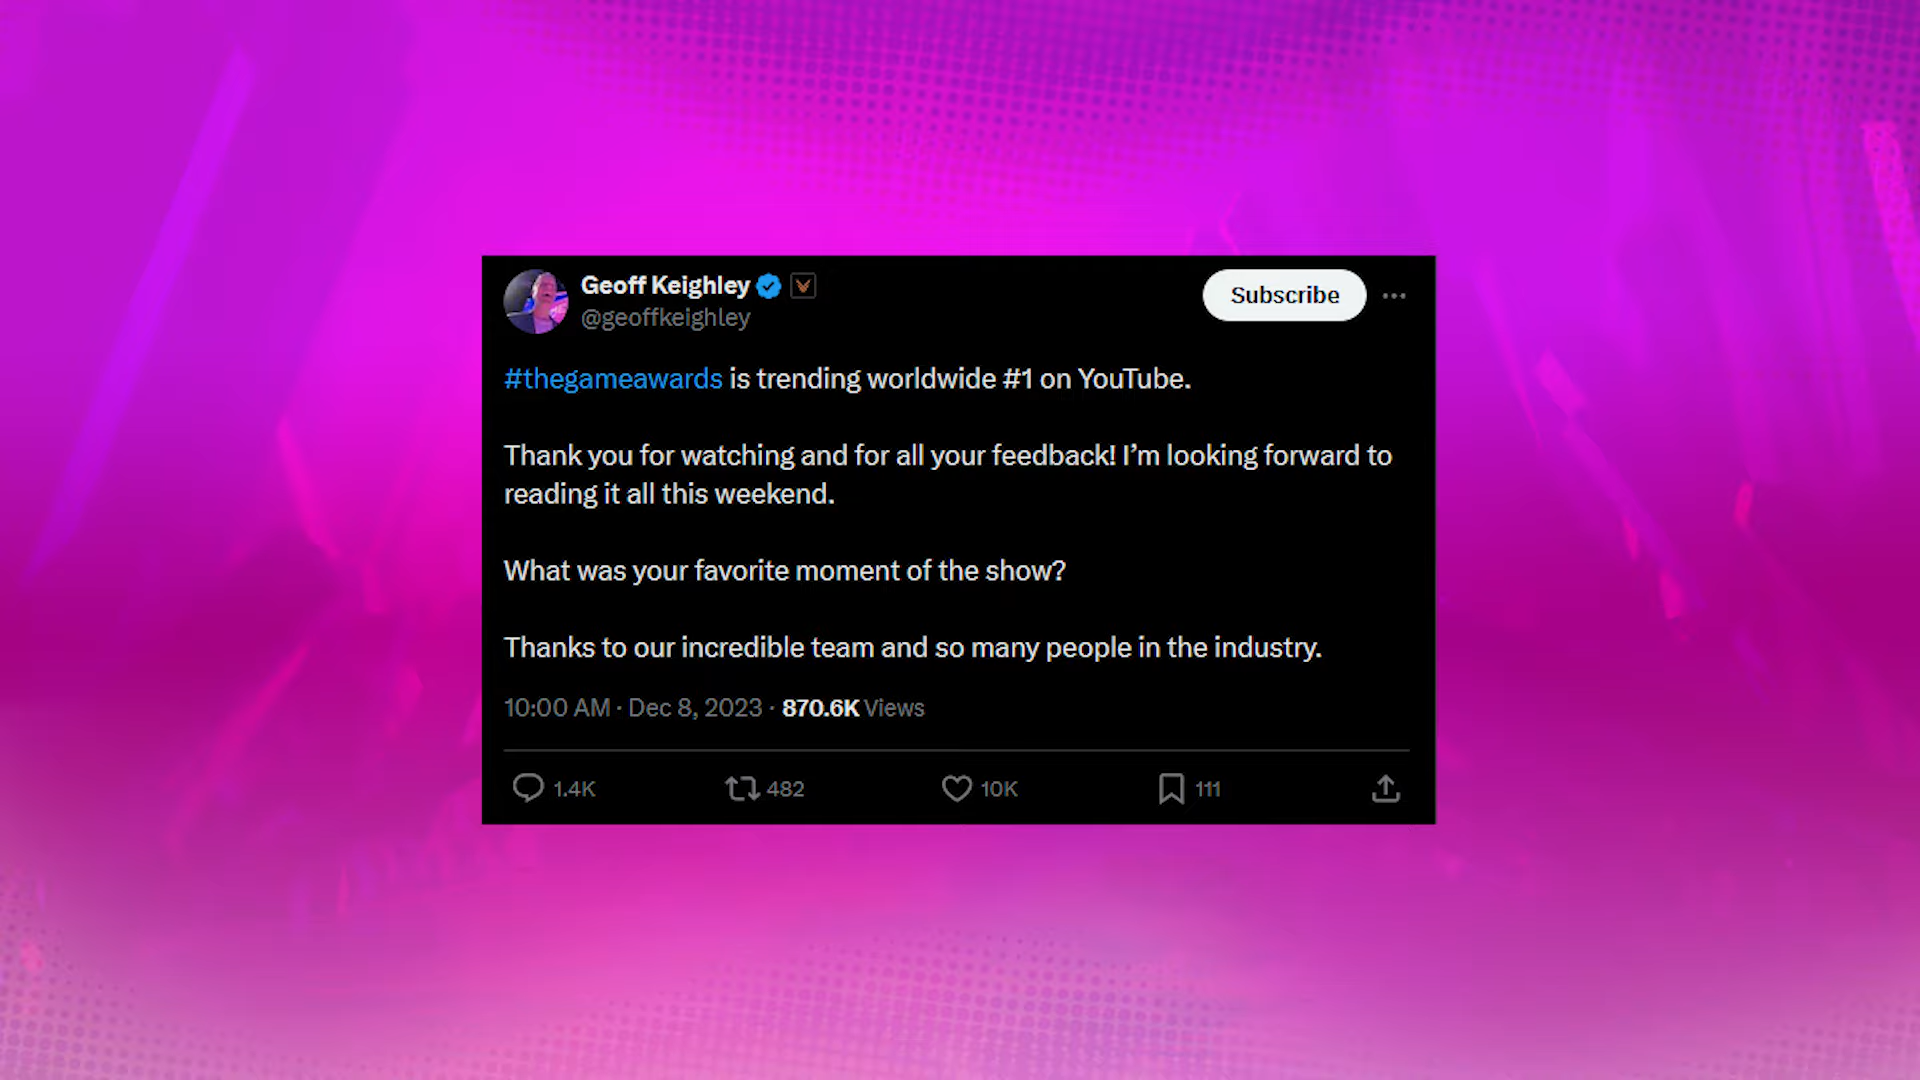 Geoff Keighley
@geoffkeighley
Subscribe
#thegameawards is trending worldwide #1 on YouTube.
Thank you for watching and for all your feedback! I’m looking forward to
reading it all this weekend.
What was your favorite moment of the show?
Thanks to our incredible team and so many people in the industry.
10:00 AM · Dec 8, 2023 · 870.6K Views
1.4K 482 10K 111